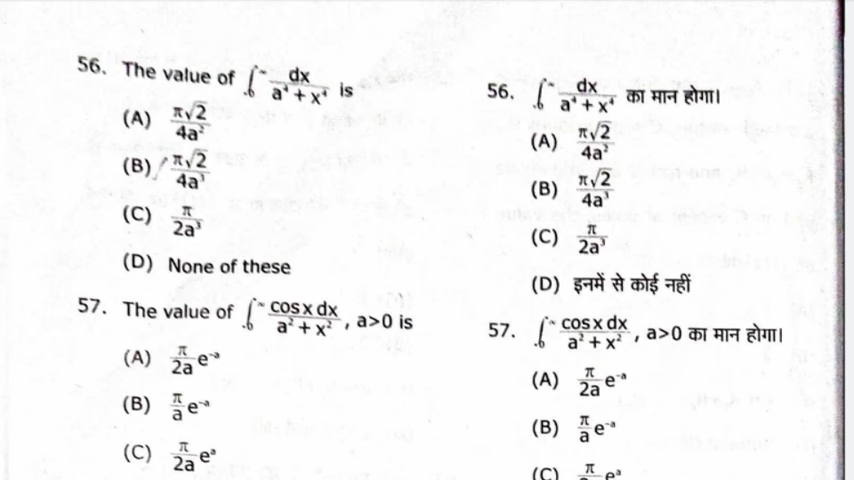 56. The value of ∫₀^∞ dx/(a⁴ + x⁴) is
(A) π√2/4a²
(B) π√2/4a³
(C) π/2a³
(D) None of these
57. The value of ∫₀^∞ cos x dx/(a² + x²), a>0 is
(A) π/2a e⁻ᵃ
(B) π/a e⁻ᵃ
(C) π/2a eᵃ
56. ∫₀^∞ dx/(a⁴ + x⁴) का मान होगा।
(A) π√2/4a²
(B) π√2/4a³
(C) π/2a³
(D) इनमें से कोई नहीं
57. ∫₀^∞ cos x dx/(a² + x²), a>0 का मान होगा।
(A) π/2a e⁻ᵃ
(B) π/a e⁻ᵃ
(C) π eᵃ